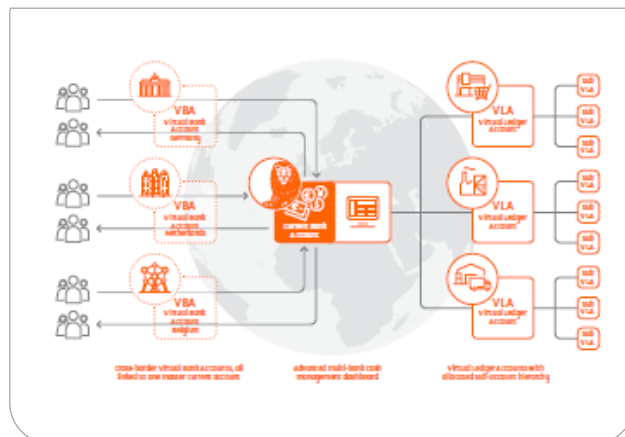 VBA
Virtual Bank
Account
Germany
VBA
Virtual Bank
Account
Netherlands
VBA
Virtual Bank
Account
Belgium
Current Bank
Account
VLA
Virtual Ledger
Account
VLA
Virtual Ledger
Account
VLA
Virtual Ledger
Account
Sub
VLA
Sub
VLA
Sub
VLA
Sub
VLA
Sub
VLA
Sub
VLA
Sub
VLA
Sub
VLA
Sub
VLA
Cross-border Virtual Bank Accounts, all
linked to one master current account
Advanced multi-bank cash
management dashboard
Virtual Ledger Accounts with
allocated sub-account hierarchy